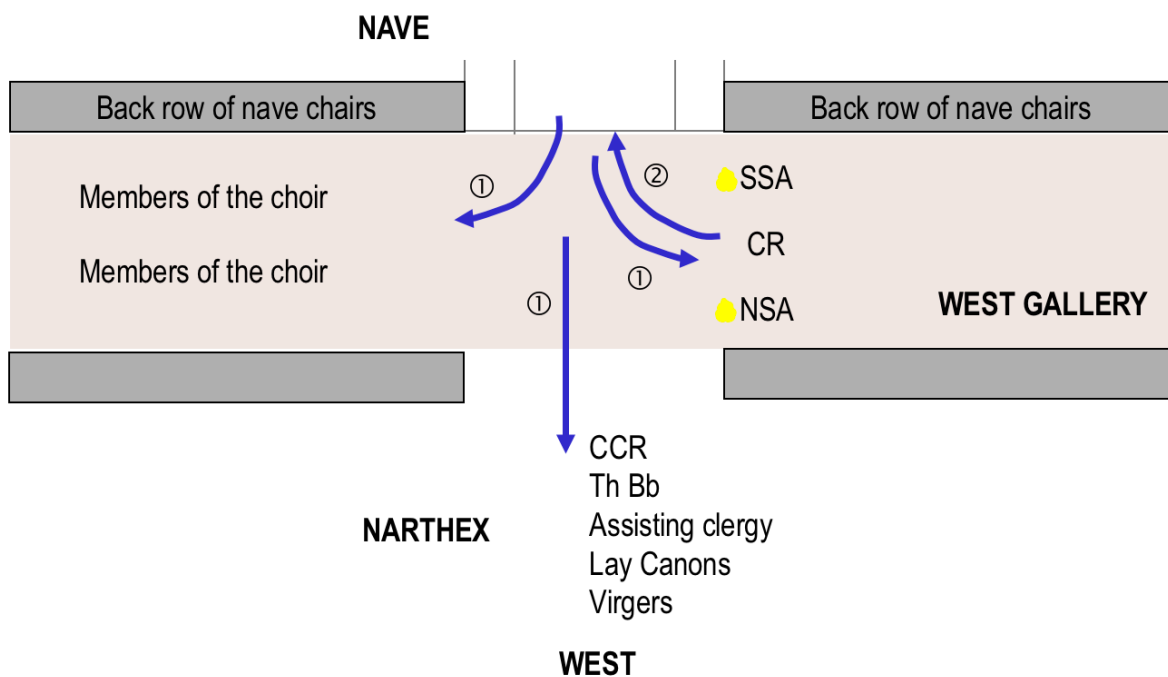 NAVE
Back row of nave chairs
Back row of nave chairs
①
②
SSA
Members of the choir
CR
Members of the choir
①
①
NSA
WEST GALLERY
CCR
Th Bb
NARTHEX
Assisting clergy
Lay Canons
Virgers
WEST